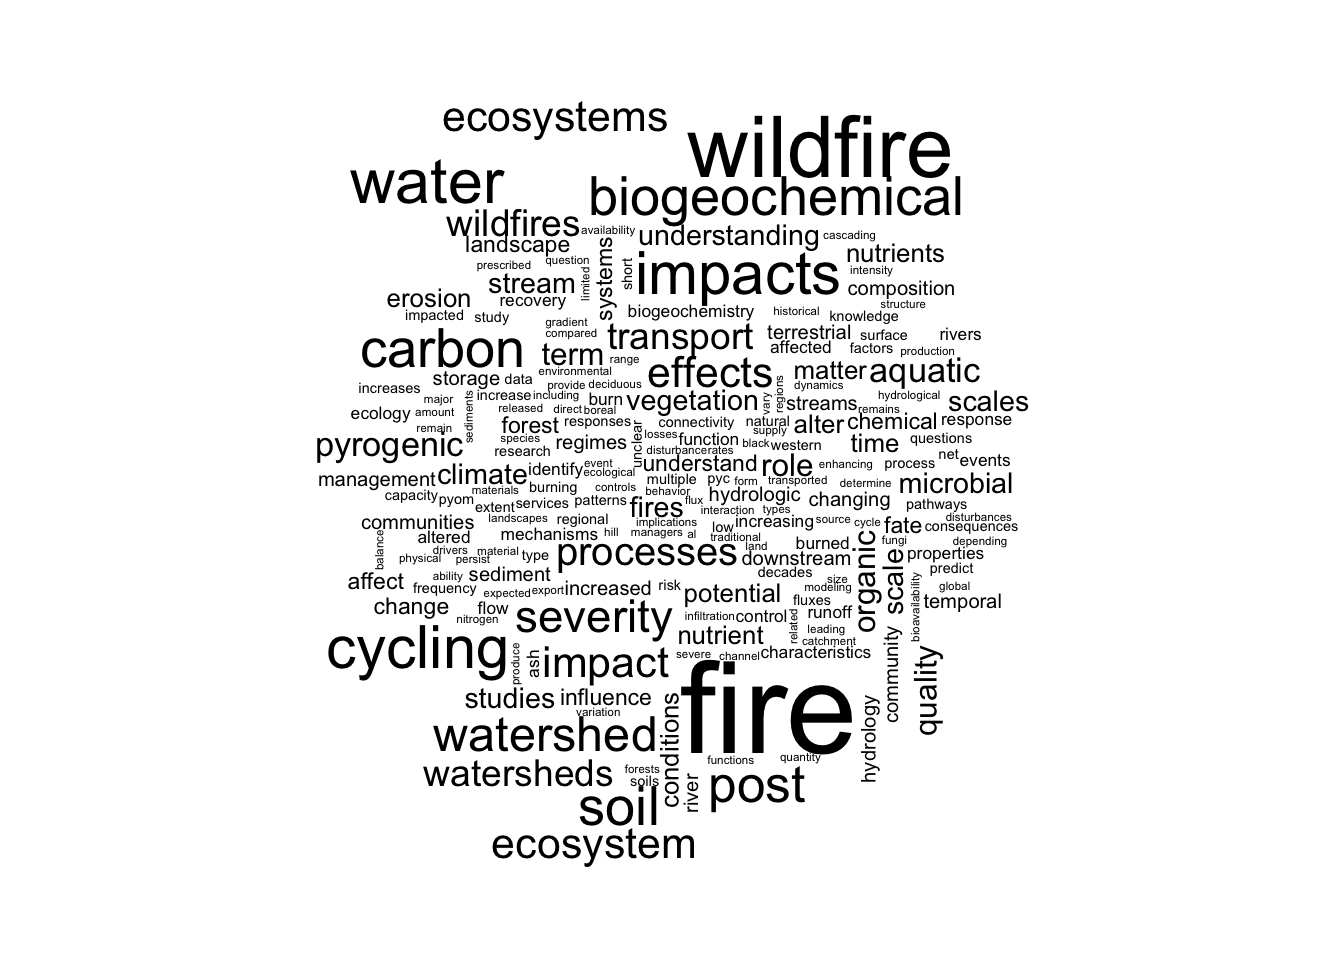 ecosystems
wildfire
water
biogeochemical
wildfires
availability
understanding
cascading
landscape
systems
nutrients
prescribed
question
limited
short
impacts
intensity
stream
composition
erosion
recovery
structure
impacted
study
biogeochemistry
historical
knowledge
gradient
compared
transport
terrestrial
surface
rivers
carbon
term
range
affected
factors
production
environmental
effects
matter
aquatic
storage
data
provide
deciduous
regions
dynamics
increases
major
sediments
increase
including
burn
vegetation
vary
streams
remains
hydrological
scales
ecology
amount
released
direct
boreal
remain
forest
responses
unclear
connectivity
natural
supply
alter
chemical
response
pyrogenic
species
research
regimes
losses
function
black
western
time
questions
disturbance
rates
net
events
management
climate
identify
event
ecological
understand
role
enhancing
process
capacity
pyom
materials
burning
controls
multiple
behavior
pyc
form
transported
determine
microbial
extent
services
patterns
fires
flux
hydrologic
changing
pathways
interaction
types
communities
landscapes
regional
implications
low
increasing
source
cycle
fate
disturbances
consequences
altered
balance
mechanisms
hill
managers
al
traditional
burned
organic
fungi
depending
drivers
physical
persist
material
type
processes
land
downstream
scale
properties
predict
affect
ability
sediment
decades
size
modeling
global
frequency
expected
export
increased
risk
potential
fluxes
bioavailability
temporal
change
nitrogen
flow
severity
infiltration
control
related
runoff
leading
catchment
cycling
produce
ash
impact
nutrient
severe
channel
characteristics
community
quality
studies
influence
variation
fire
hydrology
watershed
conditions
functions
quantity
watersheds
forests
soils
river
post
soil
ecosystem